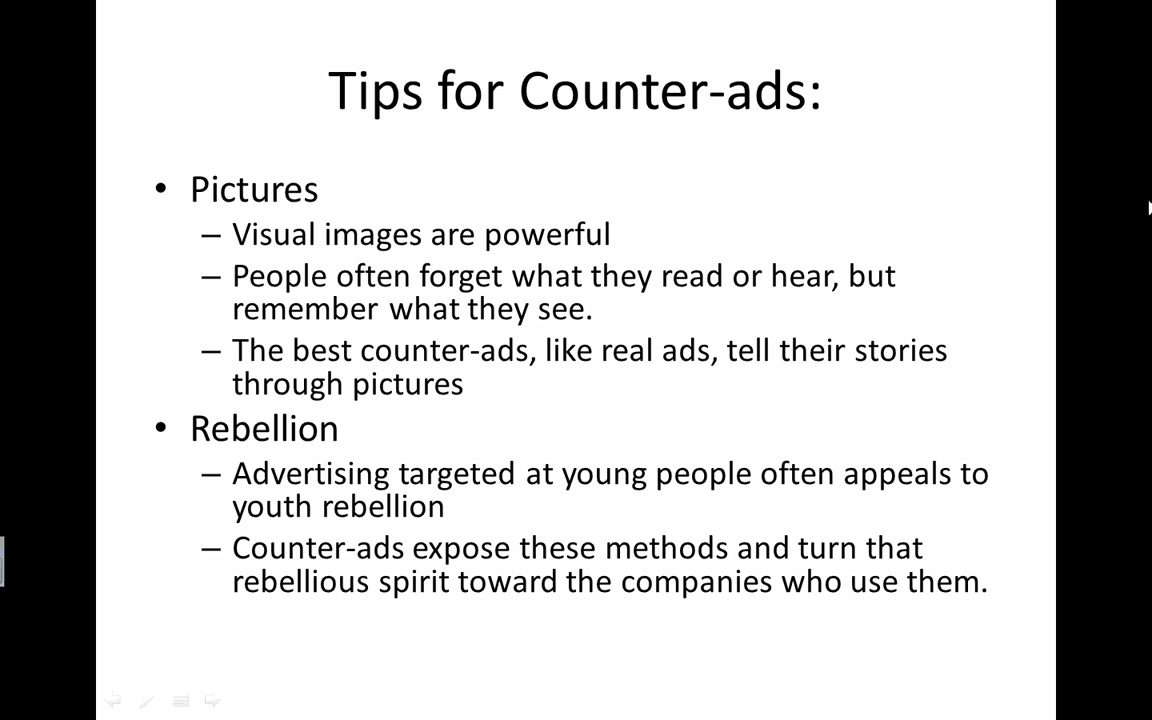 Tips for Counter-ads:
• Pictures
– Visual images are powerful
– People often forget what they read or hear, but
remember what they see.
– The best counter-ads, like real ads, tell their stories
through pictures
• Rebellion
– Advertising targeted at young people often appeals to
youth rebellion
– Counter-ads expose these methods and turn that
rebellious spirit toward the companies who use them.